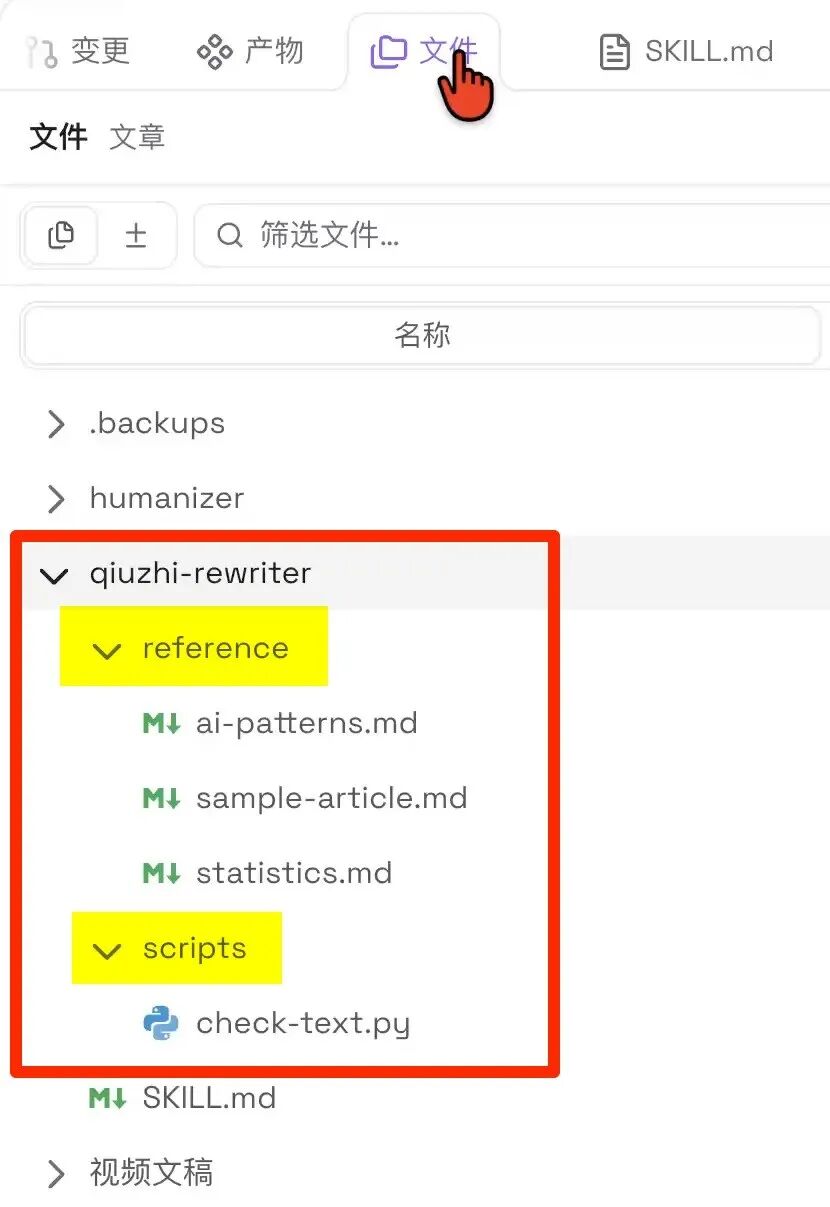 变更 产物 文件 SKILL.md
文件 文章
筛选文件...
名称
.backups
humanizer
qiuzhi-rewriter
reference
M↓ ai-patterns.md
M↓ sample-article.md
M↓ statistics.md
scripts
check-text.py
M↓ SKILL.md
视频文稿